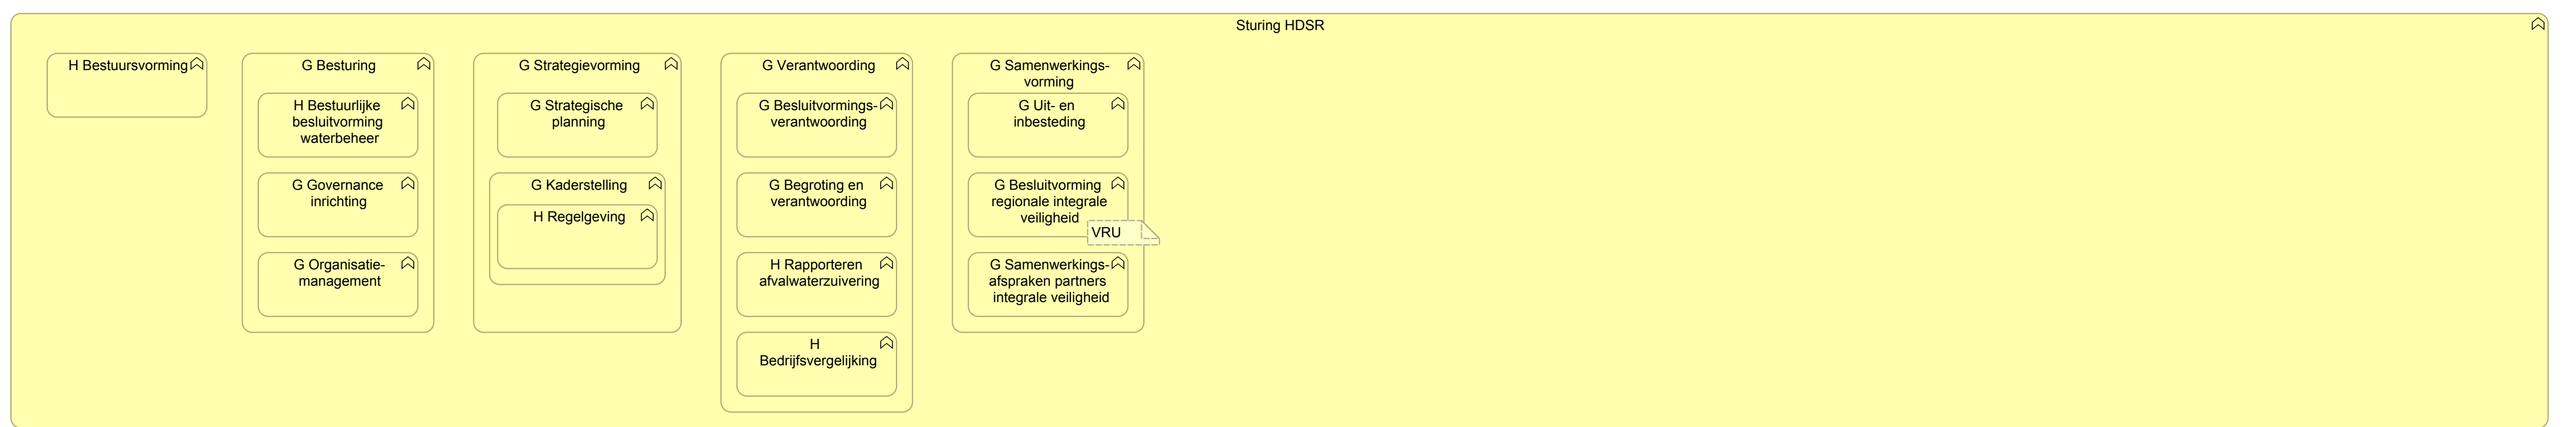 Sturing HDSR
H Bestuursvorming
G Besturing
H Bestuurlijke
besluitvorming
waterbeheer
G Governance
inrichting
G Organisatie-
management
G Strategievorming
G Strategische
planning
G Kaderstelling
H Regelgeving
G Verantwoording
G Besluitvormings-
verantwoording
G Begroting en
verantwoording
H Rapporteren
afvalwaterzuivering
H
Bedrijfsvergelijking
G Samenwerkings-
vorming
G Uit- en
inbesteding
G Besluitvorming
regionale integrale
veiligheid
VRU
G Samenwerkings-
afspraken partners
integrale veiligheid